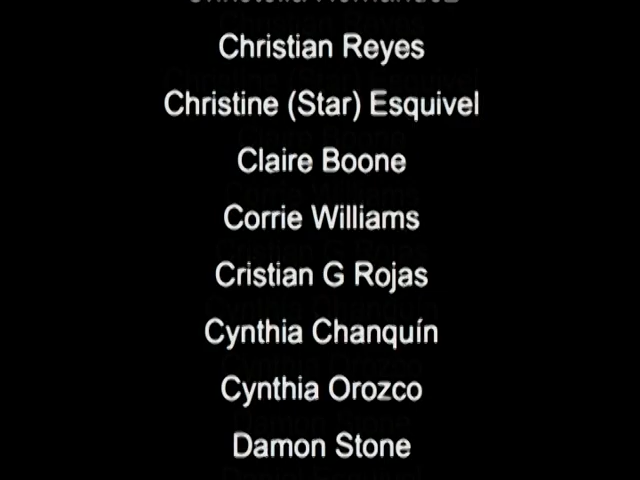 Christian Reyes
Christine (Star) Esquivel
Claire Boone
Corrie Williams
Cristian G Rojas
Cynthia Chanquín
Cynthia Orozco
Damon Stone